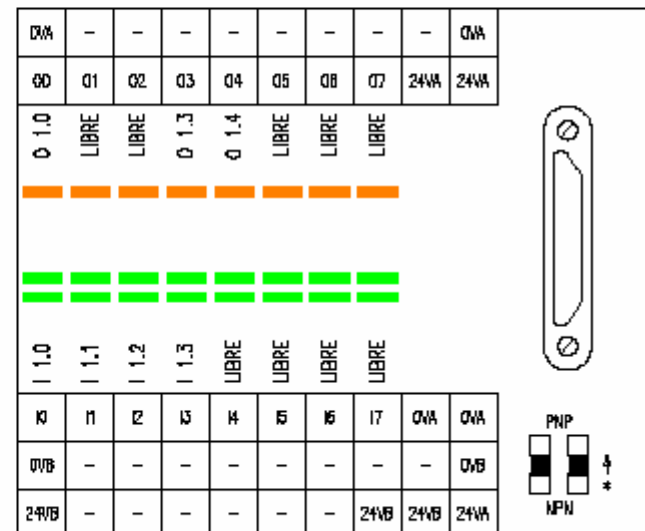 0VA - - - - - - - - 0VA
O0 O1 O2 O3 O4 O5 O6 O7 24VA 24VA
O 1.0 LIBRE LIBRE O 1.3 O 1.4 LIBRE LIBRE LIBRE
I 1.0 I 1.1 I 1.2 I 1.3 LIBRE LIBRE LIBRE LIBRE
I0 I1 I2 I3 I4 I5 I6 I7 0VA 0VA
0VB - - - - - - - - 0VB
24VB - - - - - - 24VB 24VB 24VA
PNP
*
NPN